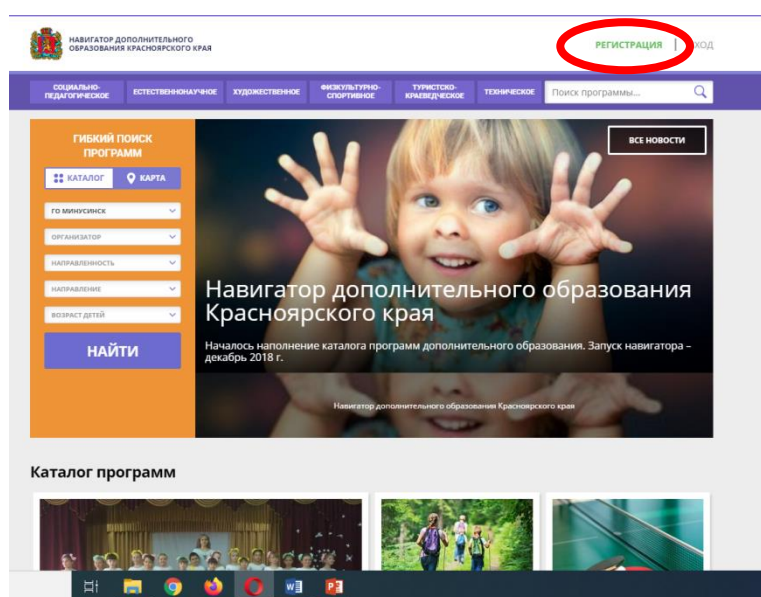 НАВИГАТОР ДОПОЛНИТЕЛЬНОГО
ОБРАЗОВАНИЯ КРАСНОЯРСКОГО КРАЯ
РЕГИСТРАЦИЯ
СОЦИАЛЬНО-
ПЕДАГОГИЧЕСКОЕ
ЕСТЕСТВЕННОНАУЧНОЕ
ХУДОЖЕСТВЕННОЕ
ФИЗКУЛЬТУРНО-
СПОРТИВНОЕ
ТУРИСТСКО-
КРАЕВЕДЧЕСКОЕ
ТЕХНИЧЕСКОЕ
Поиск программы...
ГИБКИЙ ПОИСК
ПРОГРАММ
КАТАЛОГ
КАРТА
ГО МИНУСИНСК
ОРГАНИЗАТОР
НАПРАВЛЕННОСТЬ
НАПРАВЛЕНИЕ
ВОЗРАСТ ДЕТЕЙ
НАЙТИ
ВСЕ НОВОСТИ
Навигатор дополнительного образования
Красноярского края
Началось наполнение каталога программ дополнительного образования. Запуск навигатора –
декабрь 2018 г.
Навигатор дополнительного образования Красноярского края
Каталог программ